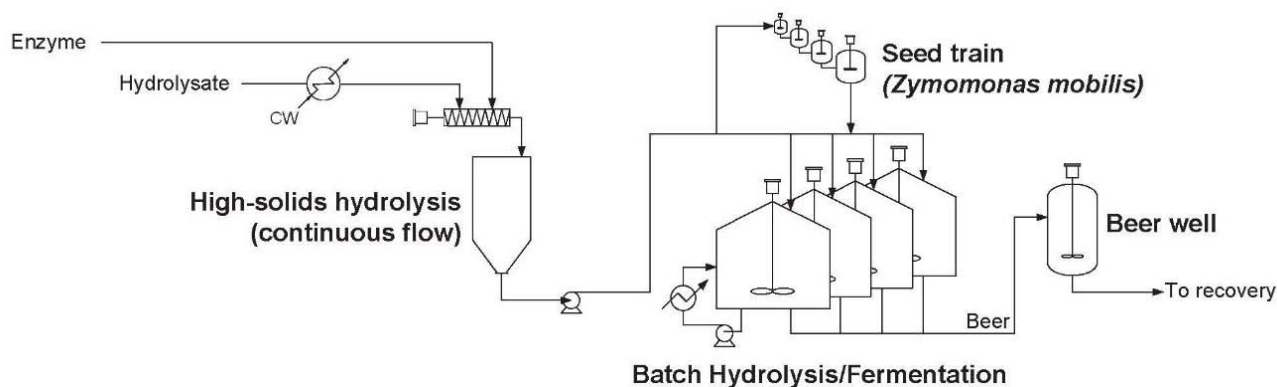 Enzyme
Hydrolysate
CW
Seed train
(Zymomonas mobilis)
High-solids hydrolysis
(continuous flow)
Beer well
To recovery
Beer
Batch Hydrolysis/Fermentation